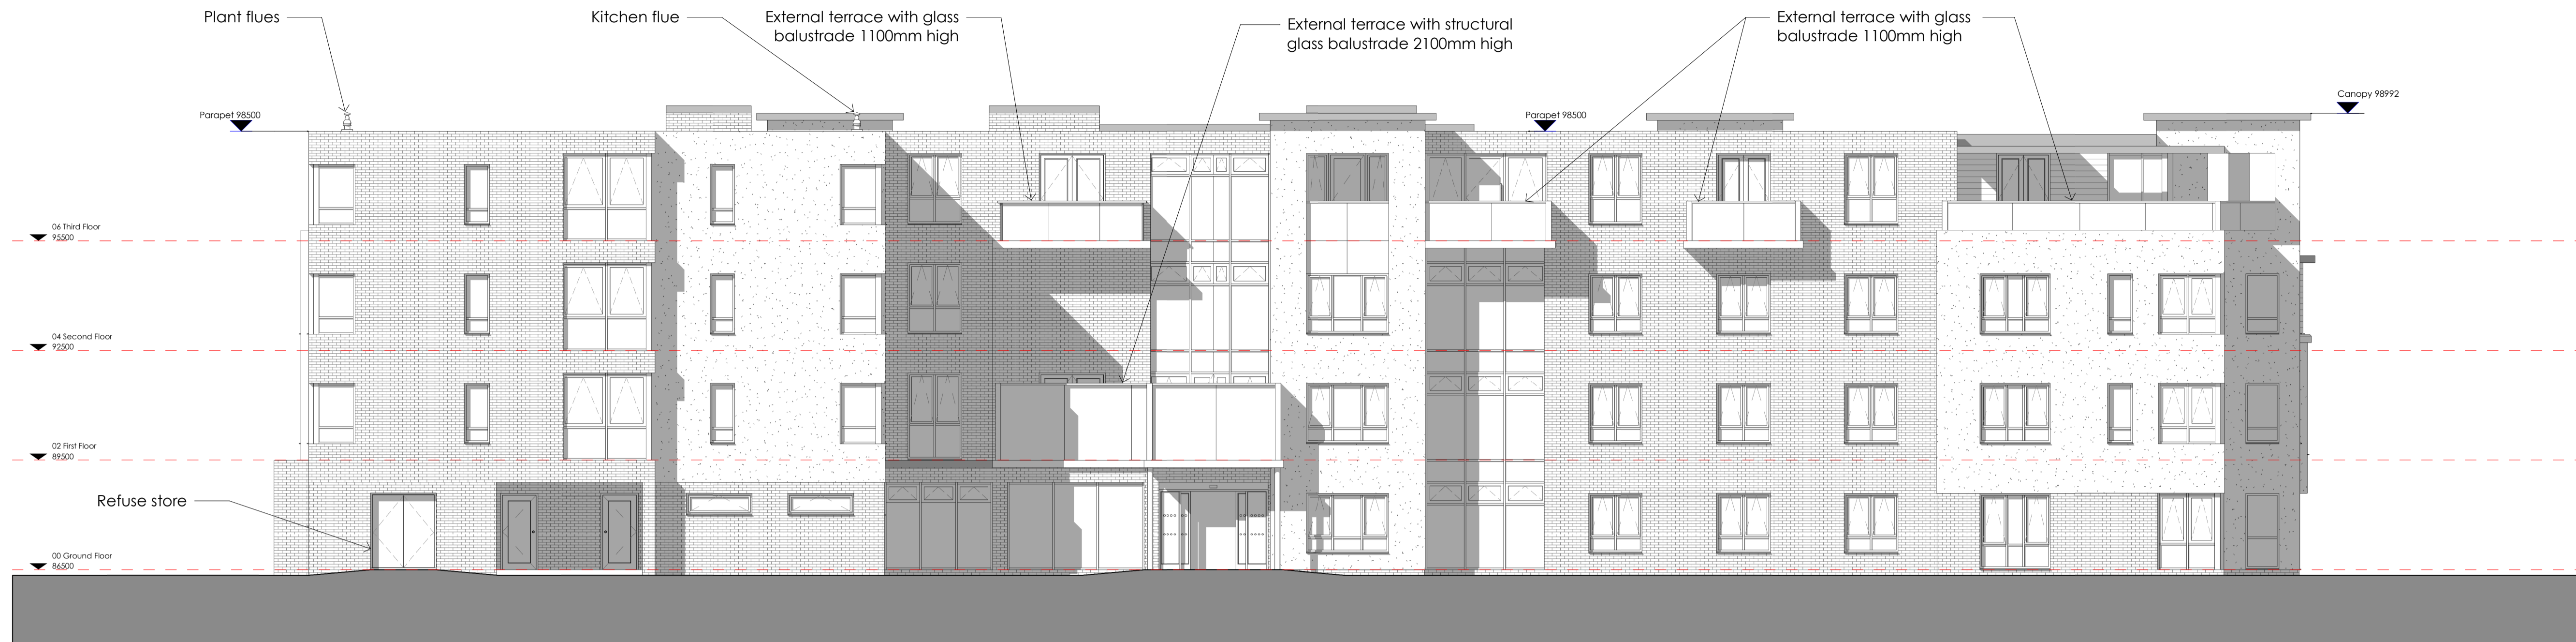 Plant flues
Kitchen flue
External terrace with glass
balustrade 1100mm high
External terrace with structural
glass balustrade 2100mm high
External terrace with glass
balustrade 1100mm high
Parapet 98500
Parapet 98500
Canopy 98992
06 Third Floor
95500
04 Second Floor
92500
02 First Floor
89500
Refuse store
00 Ground Floor
86500